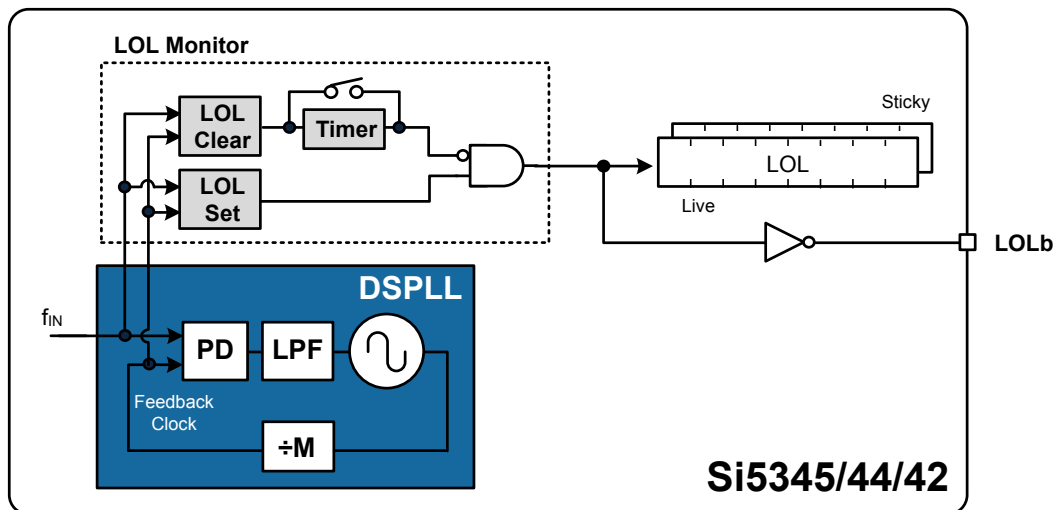 LOL Monitor
LOL
Clear
Timer
LOL
Set
Sticky
LOL
Live
LOLb
DSPLL
fIN
PD
LPF
Feedback
Clock
÷M
Si5345/44/42